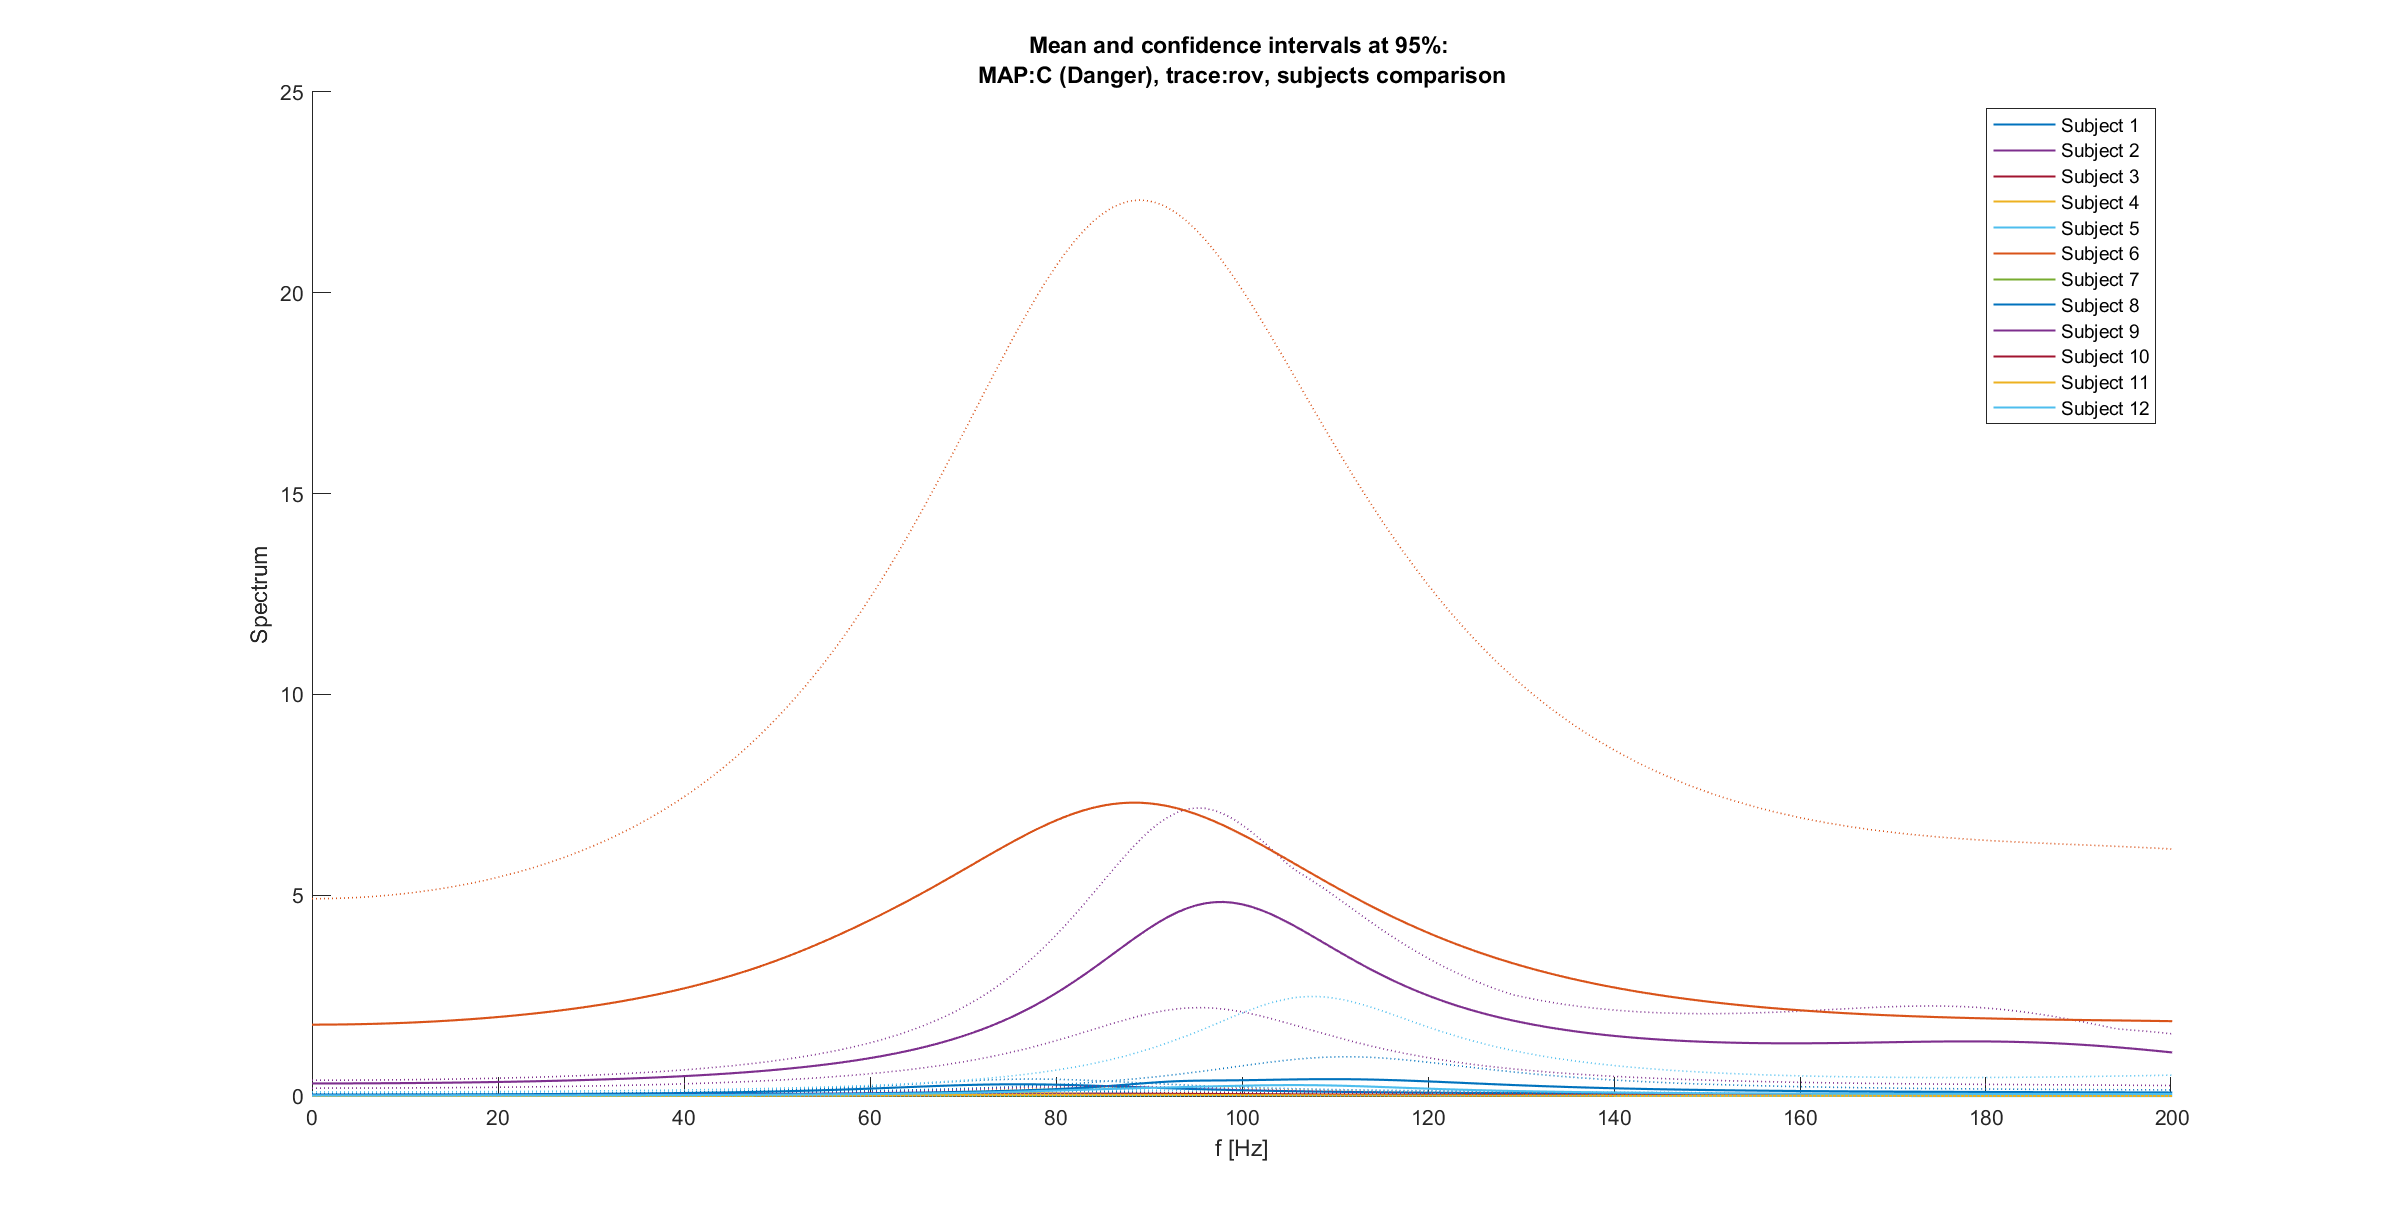 Mean and confidence intervals at 95%:
MAP:C (Danger), trace:rov, subjects comparison
25
20
15
10
5
0
Spectrum
Subject 1
Subject 2
Subject 3
Subject 4
Subject 5
Subject 6
Subject 7
Subject 8
Subject 9
Subject 10
Subject 11
Subject 12
0 20 40 60 80 100 120 140 160 180 200
f [Hz]